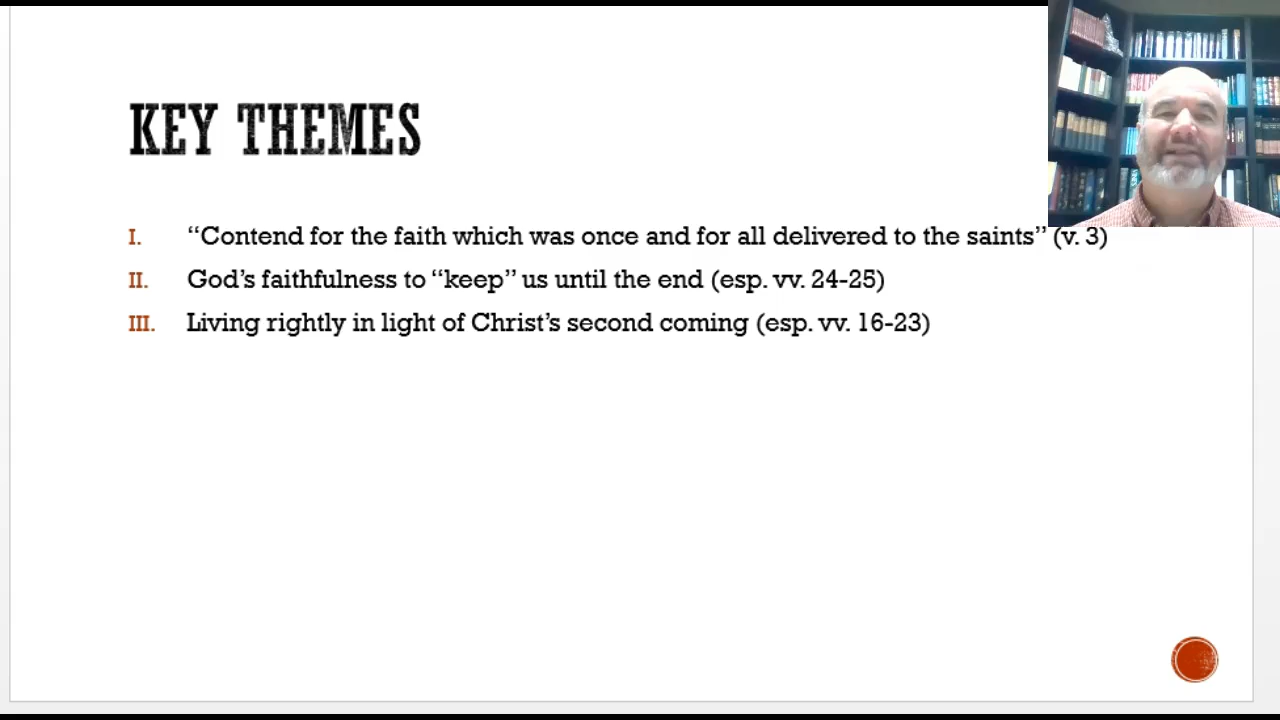 KEY THEMES
I. “Contend for the faith which was once and for all delivered to the saints” (v. 3)
II. God’s faithfulness to “keep” us until the end (esp. vv. 24-25)
III. Living rightly in light of Christ’s second coming (esp. vv. 16-23)